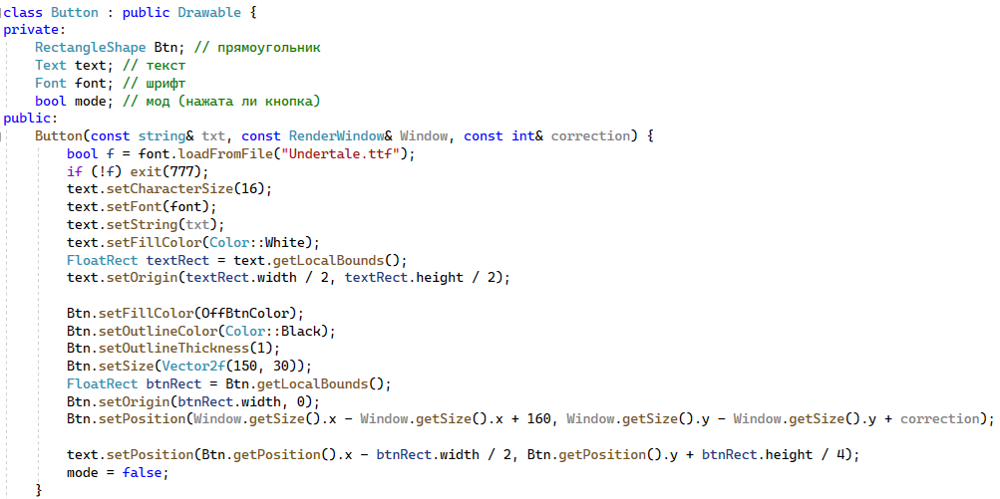 class Button : public Drawable {
private:
    RectangleShape Btn; // прямоугольник
    Text text; // текст
    Font font; // шрифт
    bool mode; // мод (нажата ли кнопка)
public:
    Button(const string& txt, const RenderWindow& Window, const int& correction) {
        bool f = font.loadFromFile("Undertale.ttf");
        if (!f) exit(777);
        text.setCharacterSize(16);
        text.setFont(font);
        text.setString(txt);
        text.setFillColor(Color::White);
        FloatRect textRect = text.getLocalBounds();
        text.setOrigin(textRect.width / 2, textRect.height / 2);

        Btn.setFillColor(OffBtnColor);
        Btn.setOutlineColor(Color::Black);
        Btn.setOutlineThickness(1);
        Btn.setSize(Vector2f(150, 30));
        FloatRect btnRect = Btn.getLocalBounds();
        Btn.setOrigin(btnRect.width, 0);
        Btn.setPosition(Window.getSize().x - Window.getSize().x + 160, Window.getSize().y - Window.getSize().y + correction);

        text.setPosition(Btn.getPosition().x - btnRect.width / 2, Btn.getPosition().y + btnRect.height / 4);
        mode = false;
    }